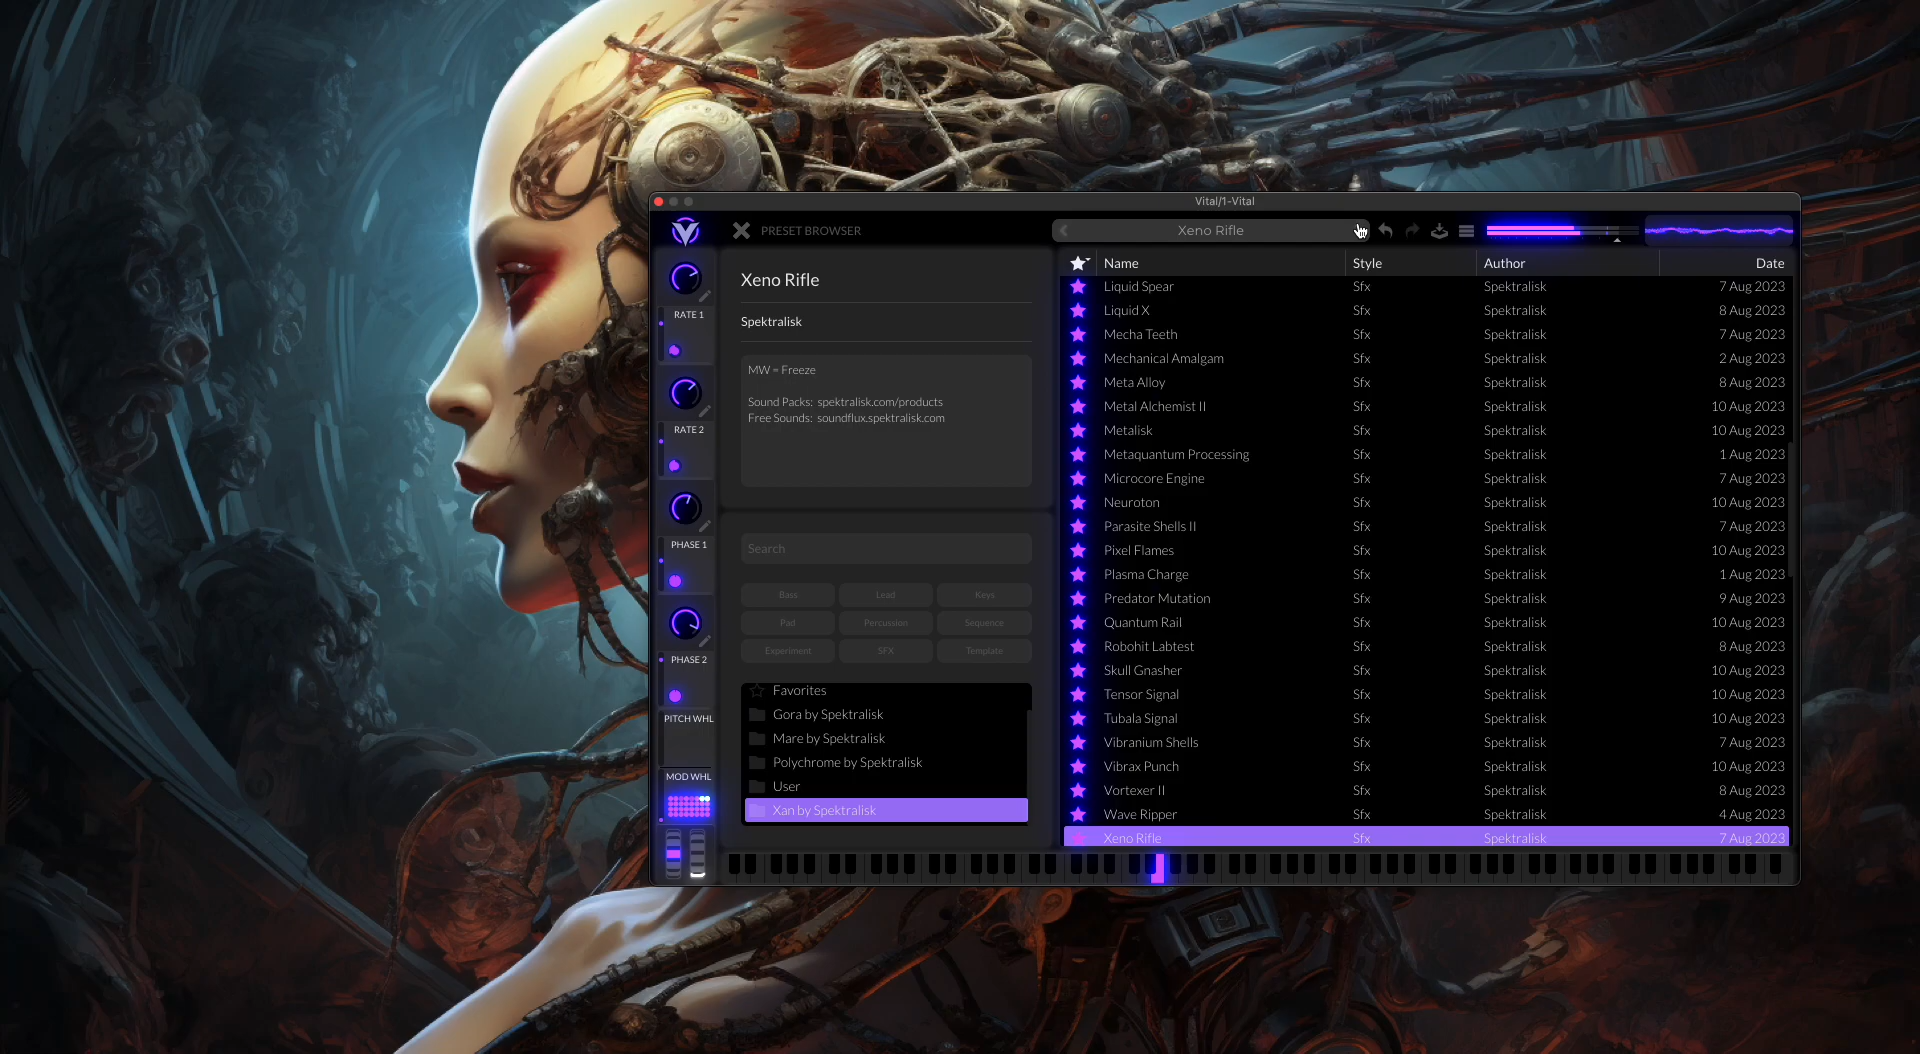 Vital/1-Vital
PRESET BROWSER
Xeno Rifle
Xeno Rifle
Spektralisk
MW = Freeze
Sound Packs: spektralisk.com/products
Free Sounds: soundflux.spektralisk.com
Search
Bass Lead Keys
Pad Percussion Sequence
Experiment SFX Template
Favorites
Gora by Spektralisk
Mare by Spektralisk
Polychrome by Spektralisk
User
Xan by Spektralisk
RATE 1
RATE 2
PHASE 1
PHASE 2
PITCH WHL
MOD WHL
Name Style Author Date
Liquid Spear Sfx Spektralisk 7 Aug 2023
Liquid X Sfx Spektralisk 8 Aug 2023
Mecha Teeth Sfx Spektralisk 7 Aug 2023
Mechanical Amalgam Sfx Spektralisk 2 Aug 2023
Meta Alloy Sfx Spektralisk 8 Aug 2023
Metal Alchemist II Sfx Spektralisk 10 Aug 2023
Metalisk Sfx Spektralisk 10 Aug 2023
Metaquantum Processing Sfx Spektralisk 1 Aug 2023
Microcore Engine Sfx Spektralisk 7 Aug 2023
Neuroton Sfx Spektralisk 10 Aug 2023
Parasite Shells II Sfx Spektralisk 7 Aug 2023
Pixel Flames Sfx Spektralisk 10 Aug 2023
Plasma Charge Sfx Spektralisk 1 Aug 2023
Predator Mutation Sfx Spektralisk 9 Aug 2023
Quantum Rail Sfx Spektralisk 10 Aug 2023
Robohit Labtest Sfx Spektralisk 8 Aug 2023
Skull Gnasher Sfx Spektralisk 10 Aug 2023
Tensor Signal Sfx Spektralisk 10 Aug 2023
Tubala Signal Sfx Spektralisk 10 Aug 2023
Vibranium Shells Sfx Spektralisk 7 Aug 2023
Vibrax Punch Sfx Spektralisk 10 Aug 2023
Vortexer II Sfx Spektralisk 8 Aug 2023
Wave Ripper Sfx Spektralisk 4 Aug 2023
Xeno Rifle Sfx Spektralisk 7 Aug 2023